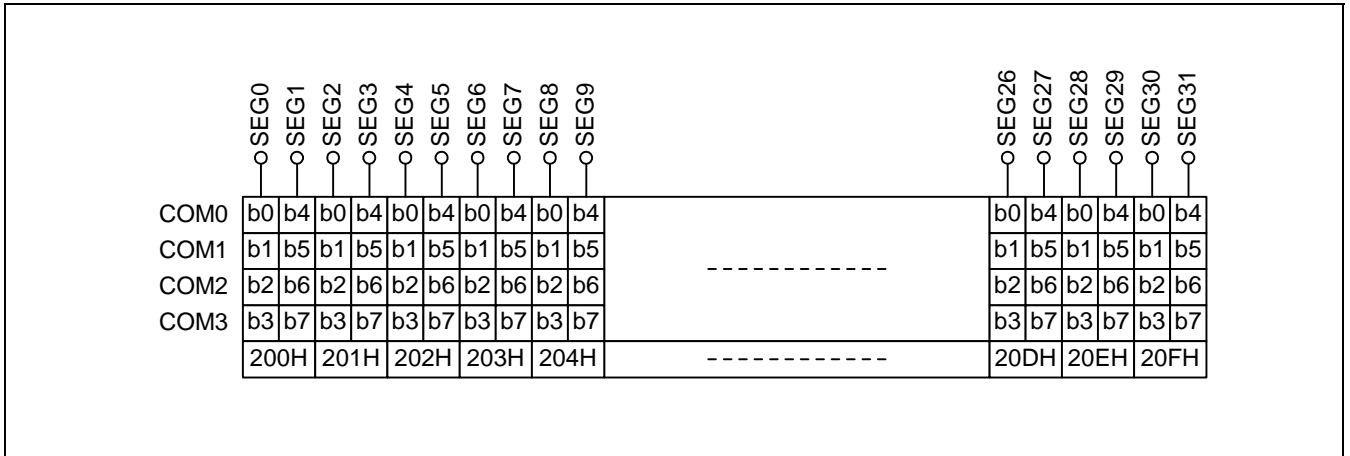 SEG0 SEG1 SEG2 SEG3 SEG4 SEG5 SEG6 SEG7 SEG8 SEG9 SEG26 SEG27 SEG28 SEG29 SEG30 SEG31
COM0 b0 b4 b0 b4 b0 b4 b0 b4 b0 b4 b0 b4 b0 b4 b0 b4
COM1 b1 b5 b1 b5 b1 b5 b1 b5 b1 b5 b1 b5 b1 b5 b1 b5
COM2 b2 b6 b2 b6 b2 b6 b2 b6 b2 b6 b2 b6 b2 b6 b2 b6
COM3 b3 b7 b3 b7 b3 b7 b3 b7 b3 b7 b3 b7 b3 b7 b3 b7
200H 201H 202H 203H 204H 20DH 20EH 20FH